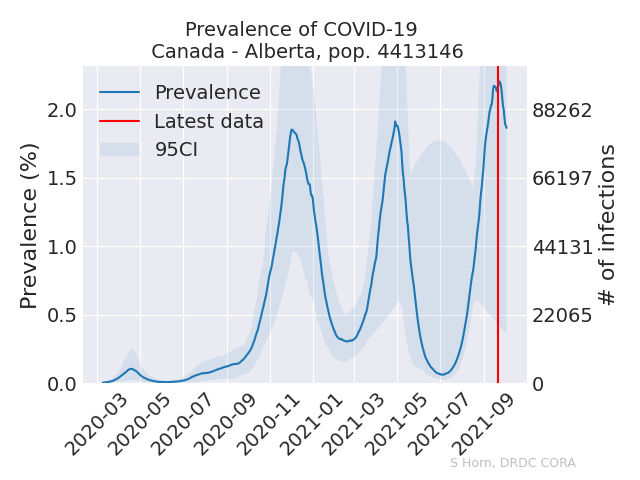 Prevalence of COVID-19
Canada - Alberta, pop. 4413146
Prevalence
Latest data
95CI
Prevalence (%)
2.0
1.5
1.0
0.5
0.0
88262
66197
44131
22065
0
# of infections
2020-03
2020-05
2020-07
2020-09
2020-11
2021-01
2021-03
2021-05
2021-07
2021-09
S Horn, DRDC CORA